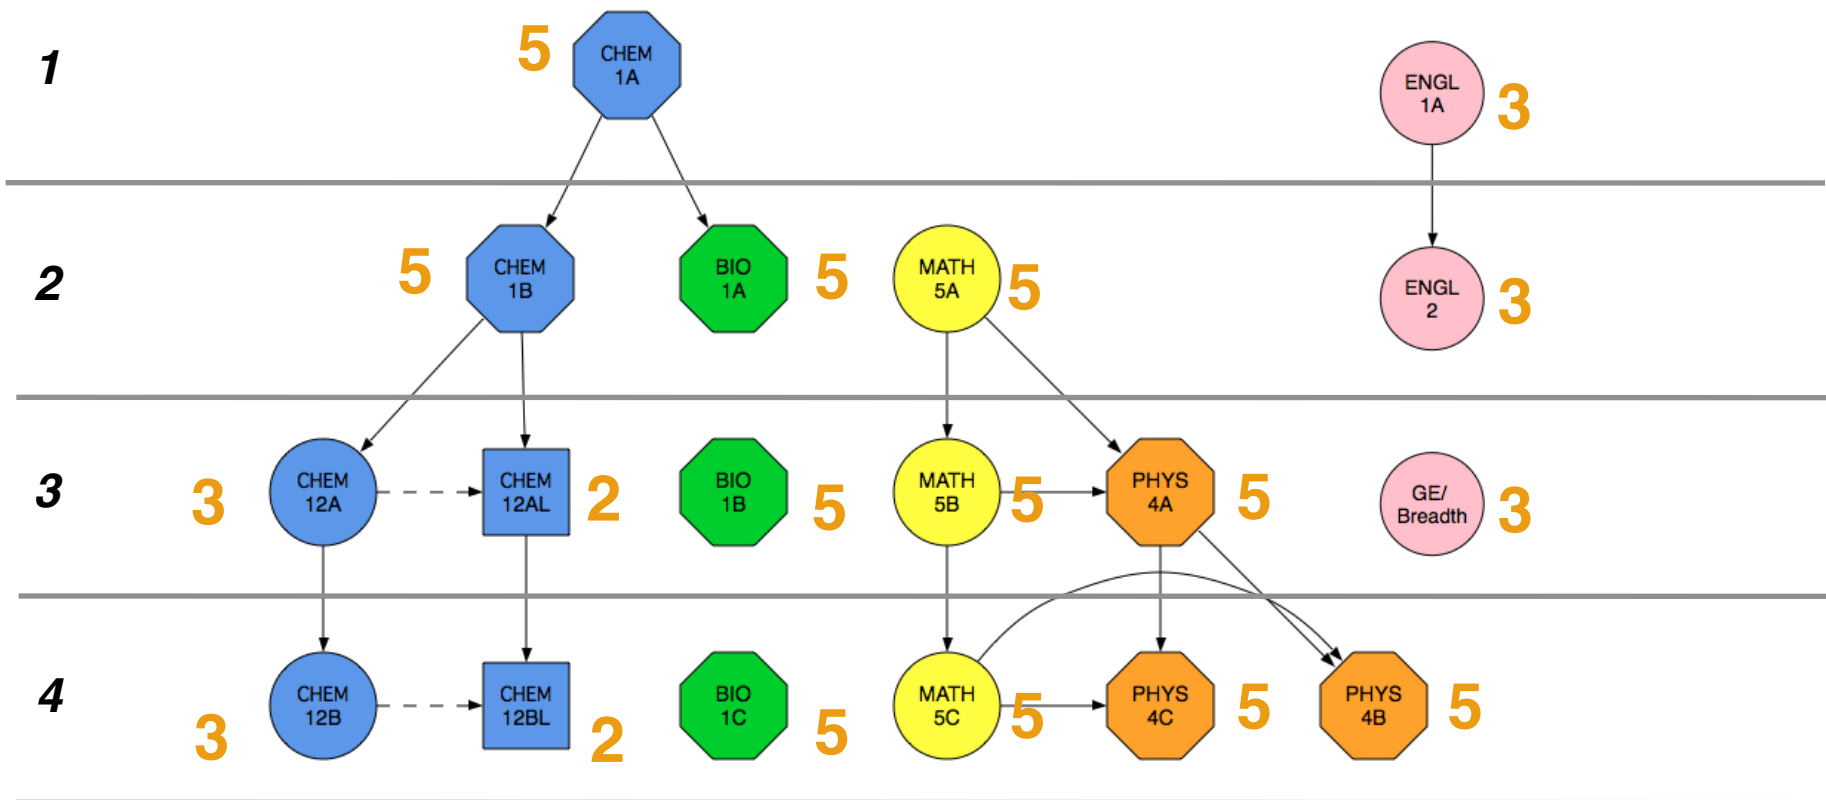 1
5
CHEM
1A
ENGL
1A
3
2
5
CHEM
1B
BIO
1A
5
MATH
5A
5
ENGL
2
3
3
3
CHEM
12A
CHEM
12AL
2
BIO
1B
5
MATH
5B
5
PHYS
4A
5
GE/
Breadth
3
4
3
CHEM
12B
CHEM
12BL
2
BIO
1C
5
MATH
5C
5
PHYS
4C
5
PHYS
4B
5